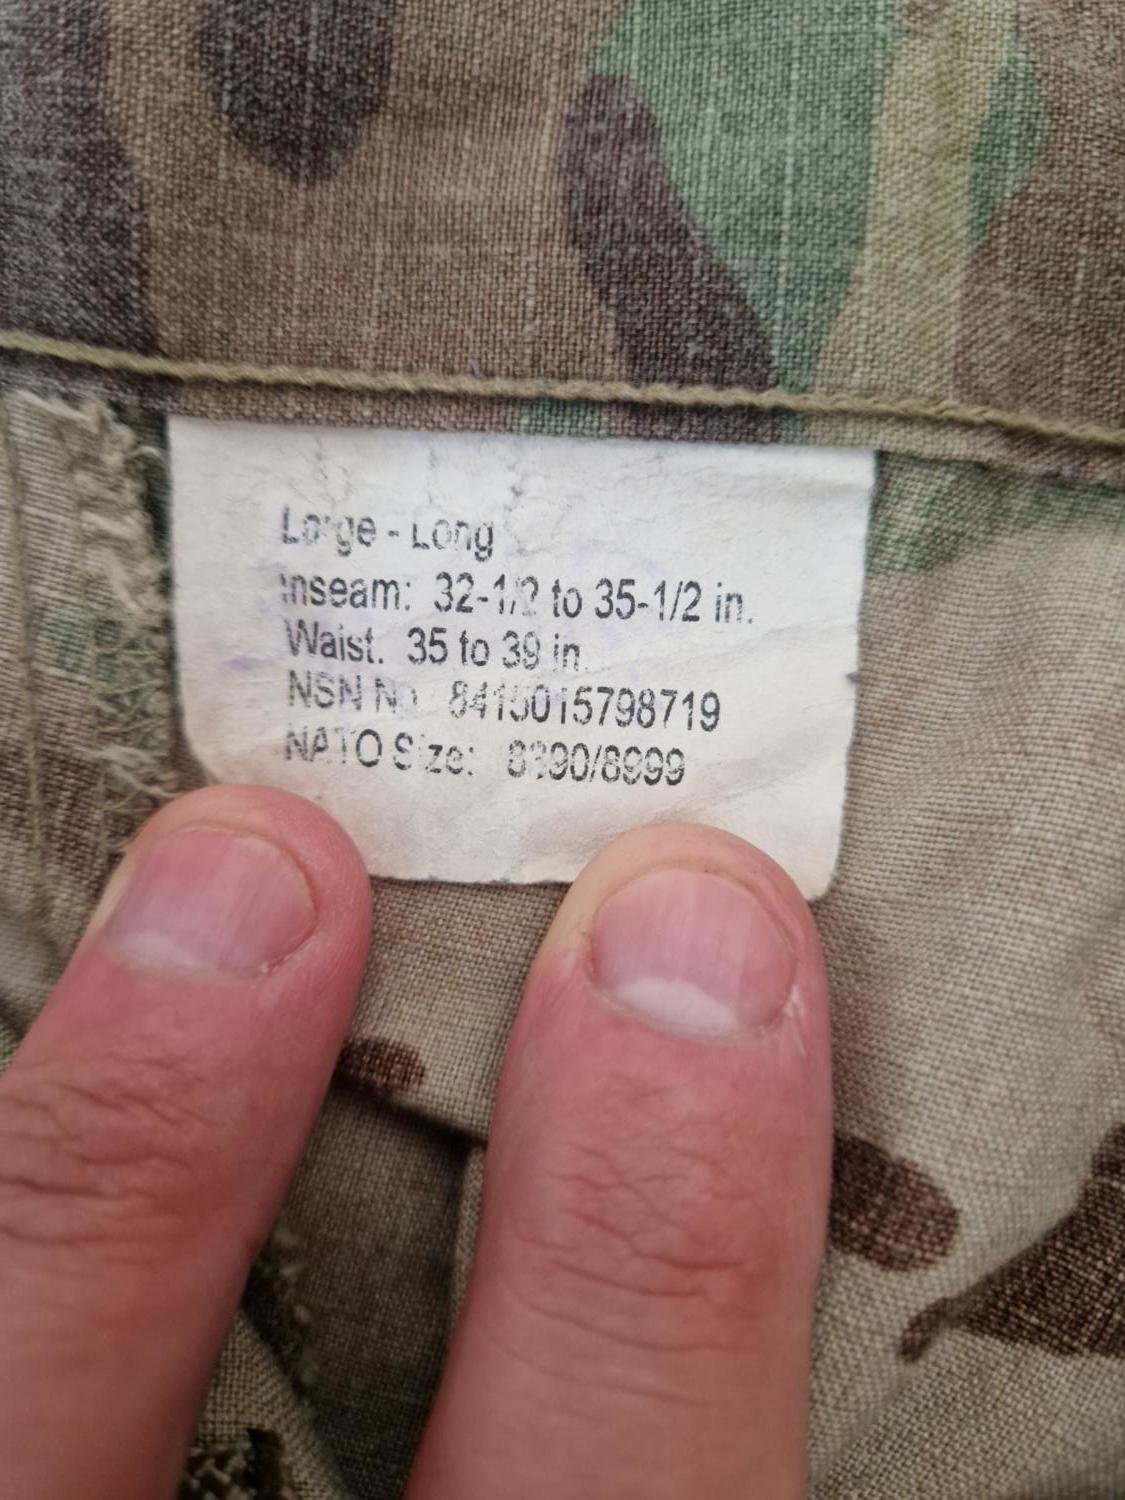 Large - Long
Inseam: 32-1/2 to 35-1/2 in.
Waist. 35 to 39 in.
NSN No 8415015798719
NATO Size: 8390/8999